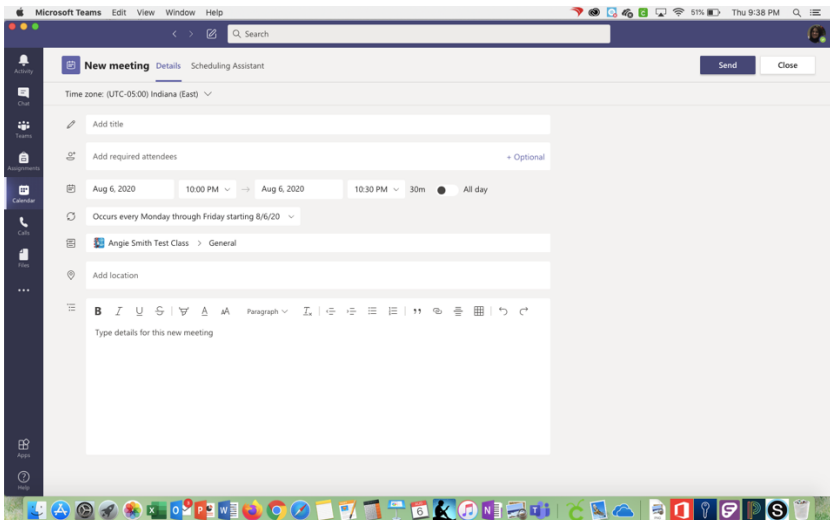 Microsoft Teams Edit View Window Help 51% Thu 9:38 PM
Search
Activity
Chat
Teams
Assignments
Calendar
Calls
Files
Apps
Help
New meeting Details Scheduling Assistant Send Close
Time zone: (UTC-05:00) Indiana (East)
Add title
Add required attendees + Optional
Aug 6, 2020 10:00 PM → Aug 6, 2020 10:30 PM 30m All day
Occurs every Monday through Friday starting 8/6/20
Angie Smith Test Class > General
Add location
B I U S A AA Paragraph
Type details for this new meeting